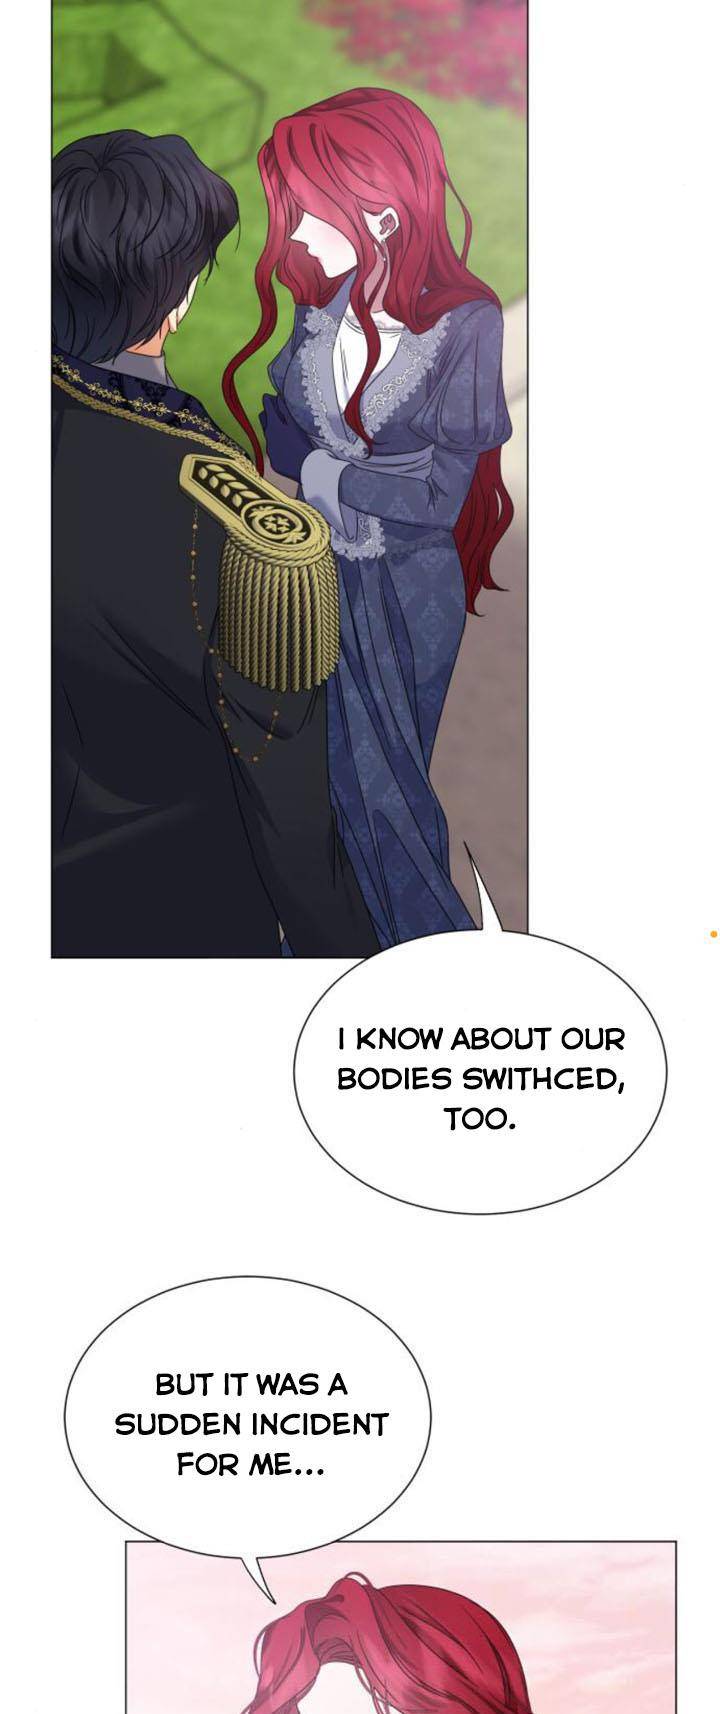 I KNOW ABOUT OUR
BODIES SWITHCED,
TOO.
BUT IT WAS A
SUDDEN INCIDENT
FOR ME...